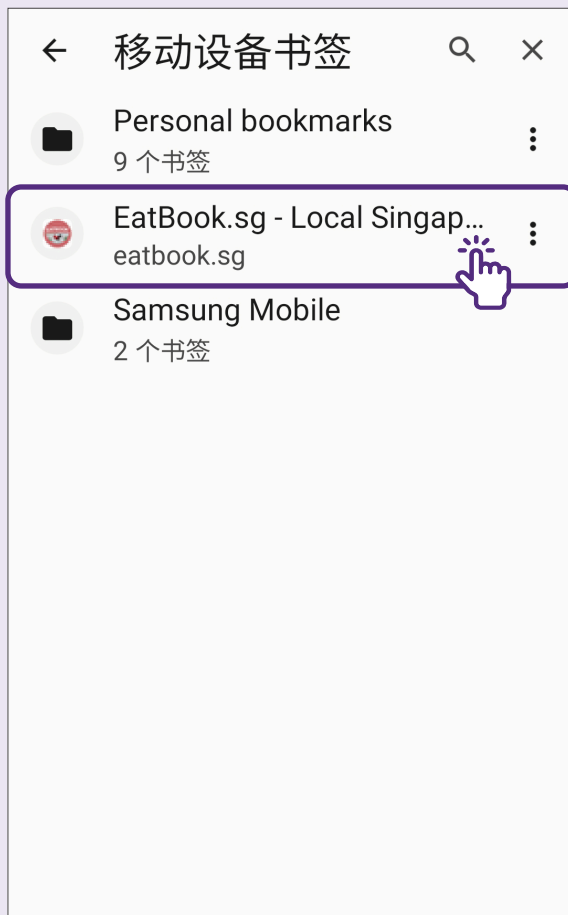 移动设备书签
Personal bookmarks
9 个书签
EatBook.sg - Local Singap...
eatbook.sg
Samsung Mobile
2 个书签